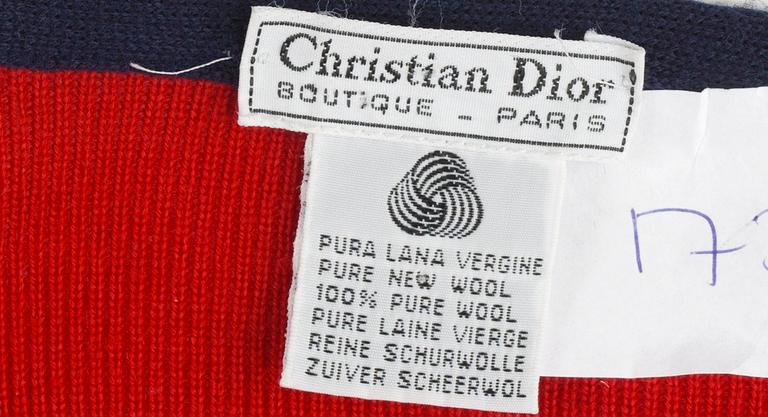 Christian Dior
BOUTIQUE - PARIS
PURA LANA VERGINE
PURE NEW WOOL
100% PURE WOOL
PURE LAINE VIERGE
REINE SCHURWOLLE
ZUIVER SCHEERWOL